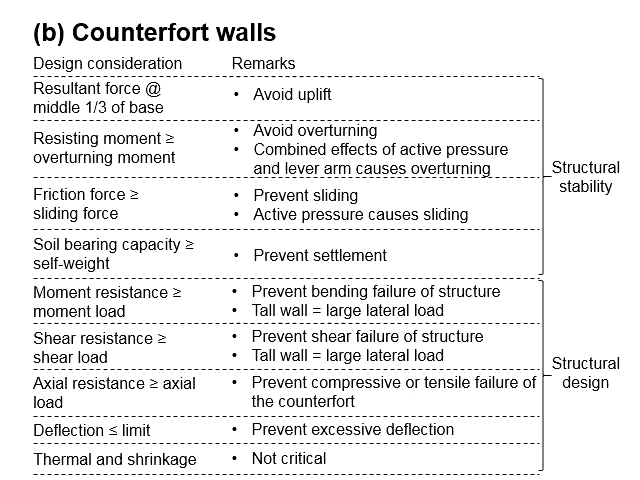 (b) Counterfort walls
Design consideration
Remarks
Resultant force @
middle 1/3 of base
• Avoid uplift
Resisting moment ≥
overturning moment
• Avoid overturning
• Combined effects of active pressure
and lever arm causes overturning
Friction force ≥
sliding force
• Prevent sliding
• Active pressure causes sliding
Soil bearing capacity ≥
self-weight
• Prevent settlement
Structural
stability
Moment resistance ≥
moment load
• Prevent bending failure of structure
• Tall wall = large lateral load
Shear resistance ≥
shear load
• Prevent shear failure of structure
• Tall wall = large lateral load
Axial resistance ≥ axial
load
• Prevent compressive or tensile failure of
the counterfort
Deflection ≤ limit
• Prevent excessive deflection
Thermal and shrinkage
• Not critical
Structural
design